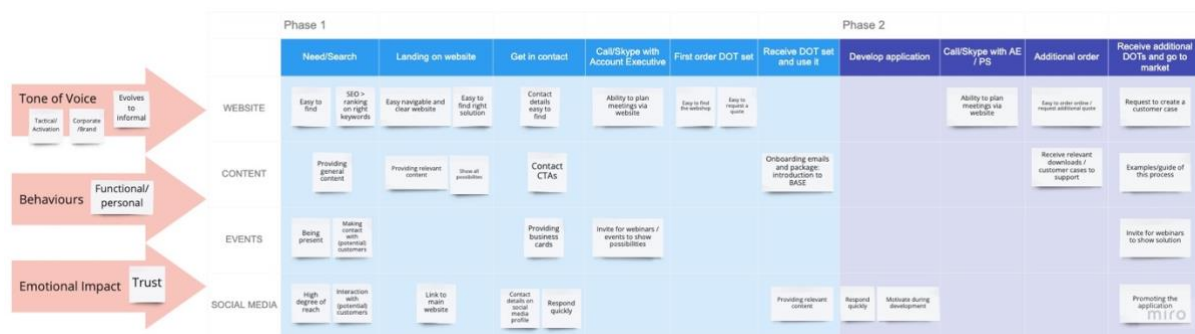 Phase 1
Phase 2
Need/Search
Landing on website
Get in contact
Call/Skype with
Account Executive
First order DOT set
Receive DOT set
and use it
Develop application
Call/Skype with AE
/ PS
Additional order
Receive additional
DOTs and go to
market
Tone of Voice
Tactical/
Activation
Corporate
/Brand
Evolves
to
informal
WEBSITE
Easy to
find
SEO >
ranking
on right
keywords
Easy navigable and
clear website
Easy to
find right
solution
Contact
details
easy to
find
Ability to plan
meetings via
website
Easy to find
the webshop
Easy to
request a
quote
Ability to plan
meetings via
website
Easy to order online /
request additional quote
Request to create a
customer case
Behaviours
Functional/
personal
CONTENT
Providing
general
content
Providing relevant
content
Show all
possibilities
Contact
CTAs
Onboarding emails
and package:
introduction to
BASE
Receive relevant
downloads /
customer cases to
support
Examples/guide of
this process
EVENTS
Being
present
Making
contact
with
(potential)
customers
Providing
business
cards
Invite for webinars /
events to show
possibilities
Invite for webinars
to show solution
Emotional Impact
Trust
SOCIAL MEDIA
High
degree of
reach
Interaction
with
(potential)
customers
Link to
main
website
Contact
details on
social
media
profile
Respond
quickly
Providing relevant
content
Respond
quickly
Motivate during
development
Promoting the
application
miro